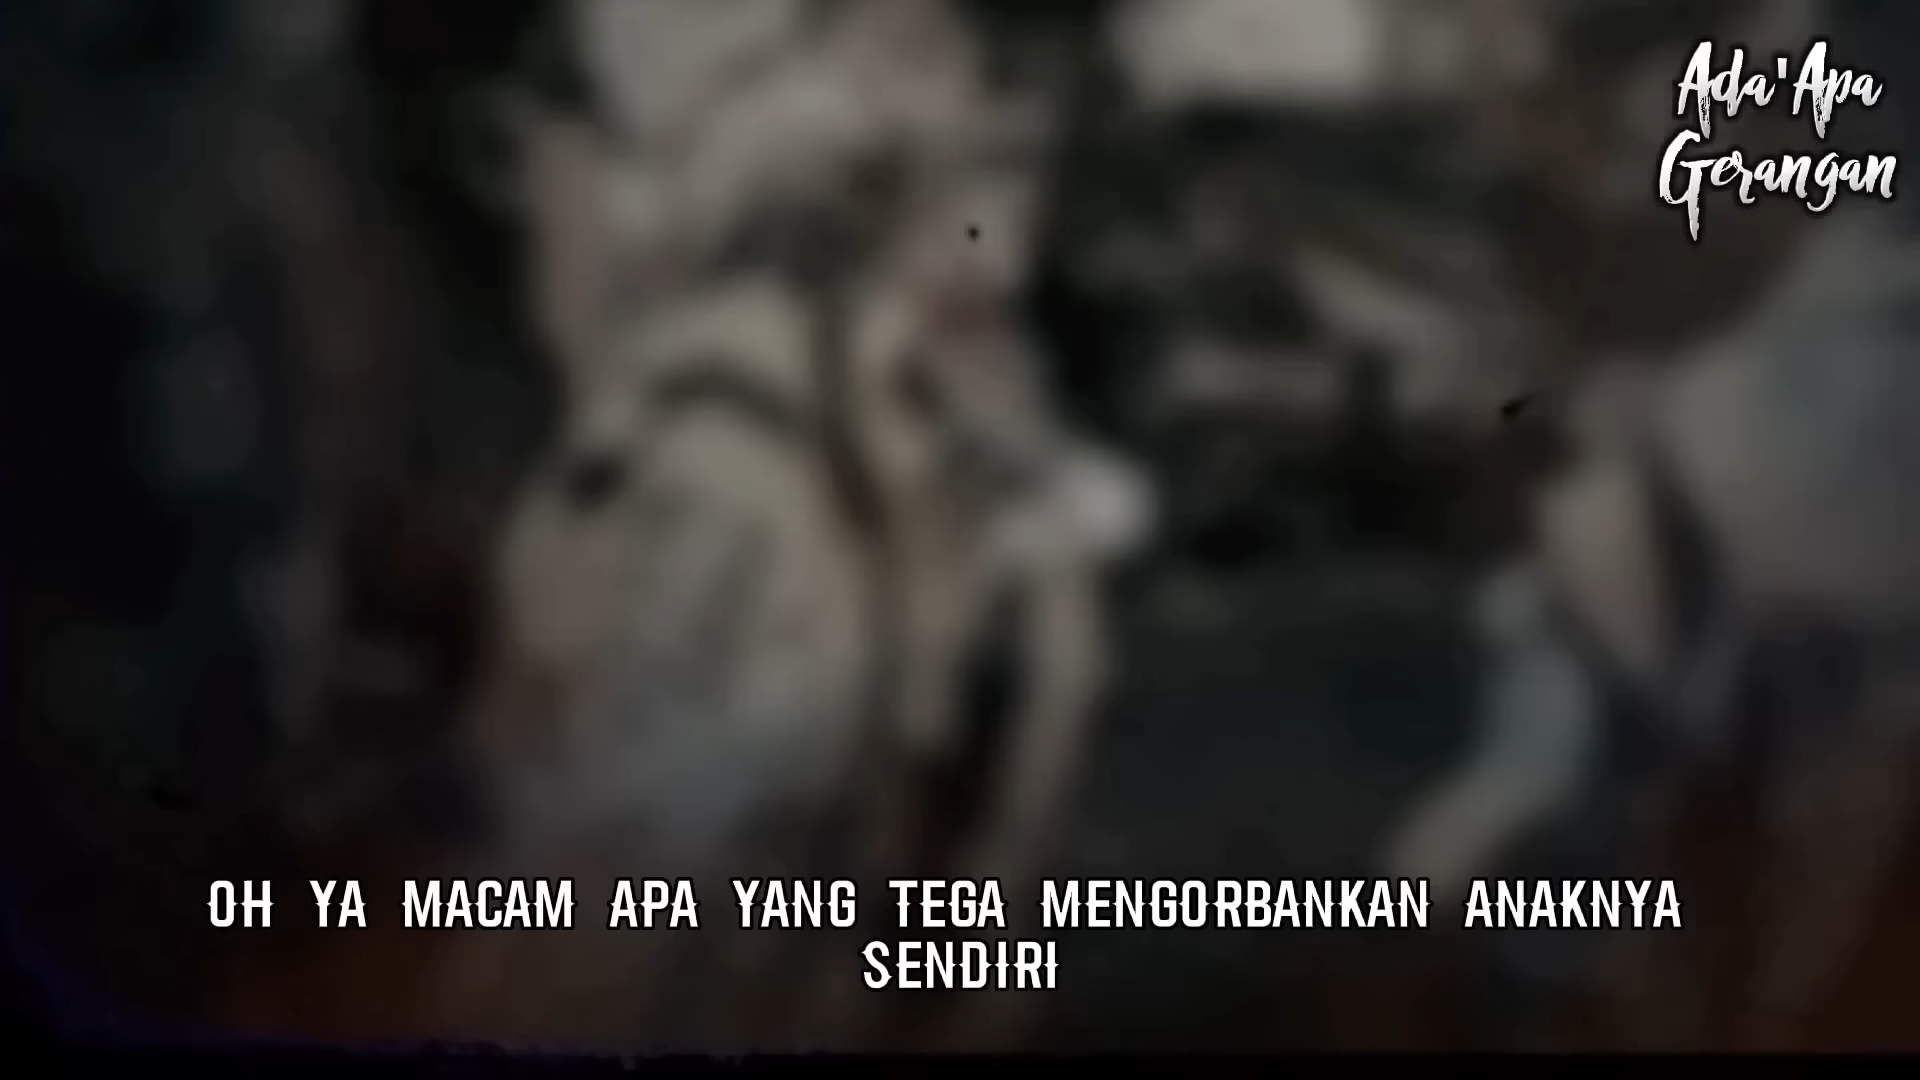 Ada'Apa
Gerangan
OH YA MACAM APA YANG TEGA MENGORBANKAN ANAKNYA
SENDIRI